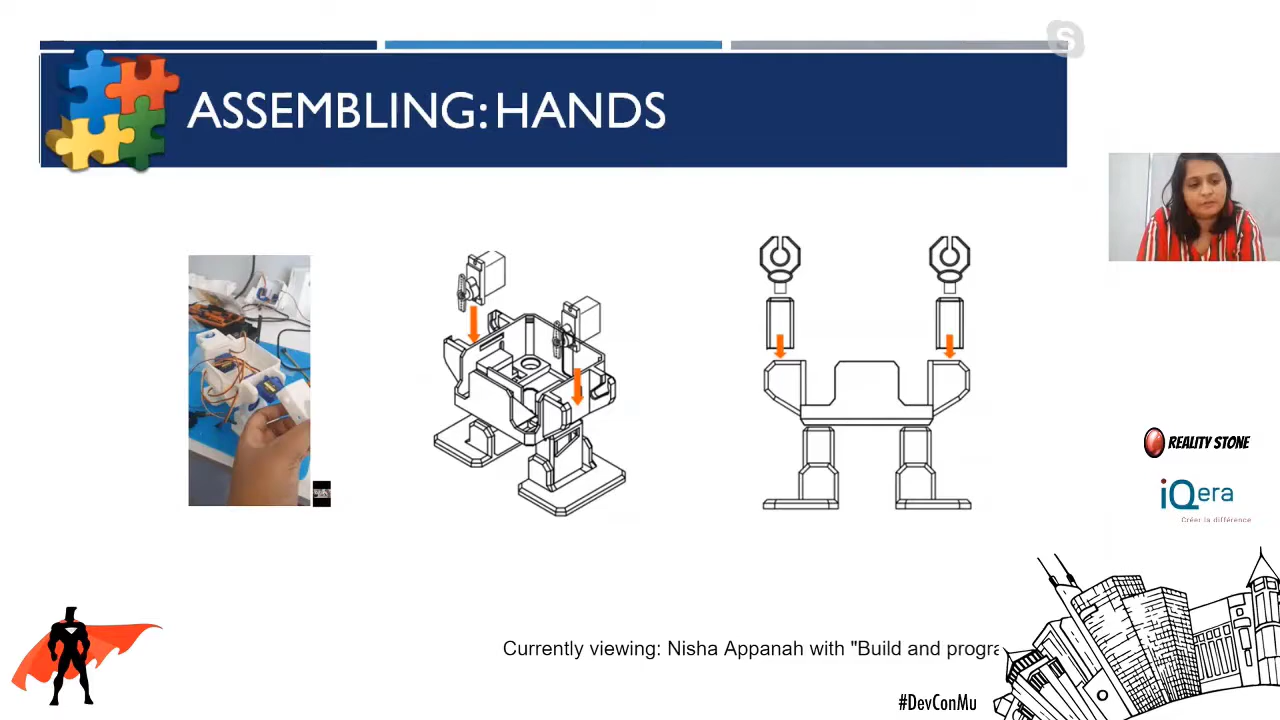 S
ASSEMBLING: HANDS
REALITY STONE
iQera
Créer la différence
Currently viewing: Nisha Appanah with "Build and progra
#DevConMu